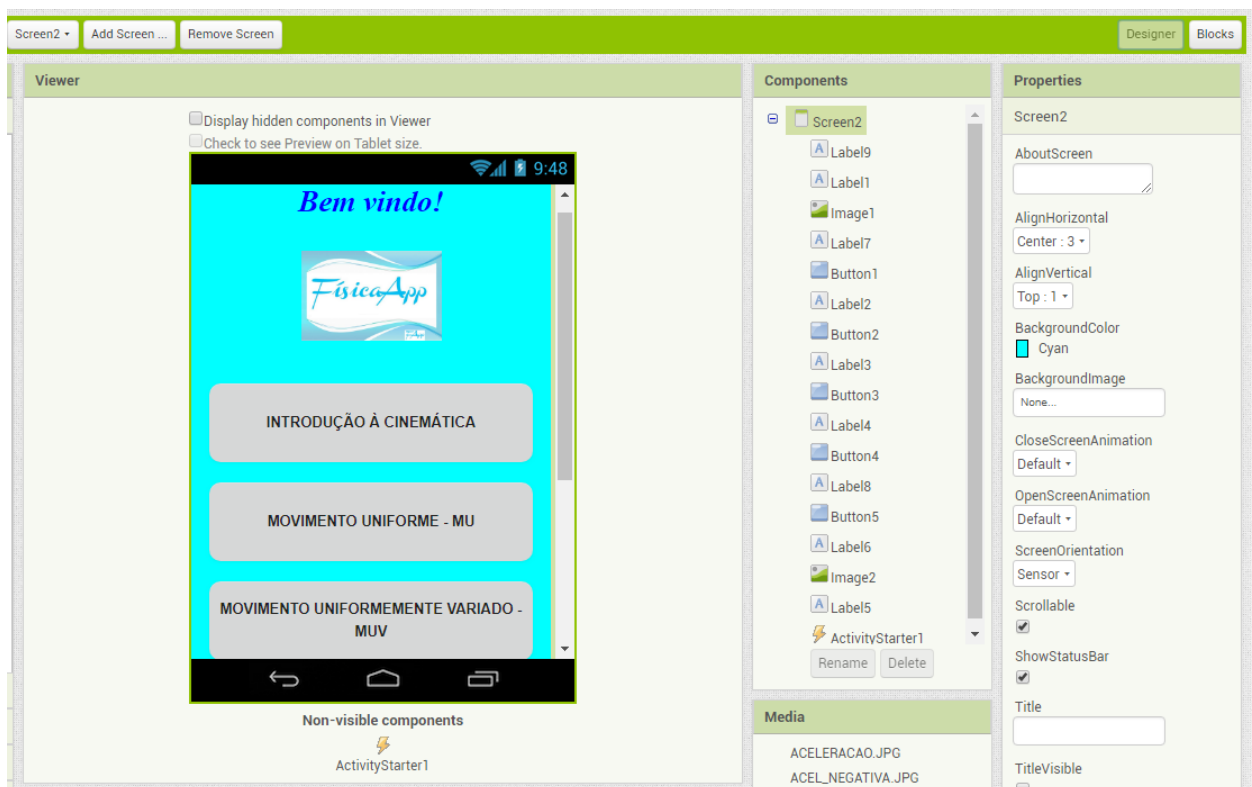 Screen2
Add Screen ...
Remove Screen
Designer
Blocks
Viewer
Display hidden components in Viewer
Check to see Preview on Tablet size.
9:48
Bem vindo!
FísicaApp
INTRODUÇÃO À CINEMÁTICA
MOVIMENTO UNIFORME - MU
MOVIMENTO UNIFORMEMENTE VARIADO -
MUV
Non-visible components
ActivityStarter1
Components
Screen2
Label9
Label1
Image1
Label7
Button1
Label2
Button2
Label3
Button3
Label4
Button4
Label8
Button5
Label6
Image2
Label5
ActivityStarter1
Rename
Delete
Media
ACELERACAO.JPG
ACEL_NEGATIVA.JPG
Properties
Screen2
AboutScreen
AlignHorizontal
Center : 3
AlignVertical
Top : 1
BackgroundColor
Cyan
BackgroundImage
None...
CloseScreenAnimation
Default
OpenScreenAnimation
Default
ScreenOrientation
Sensor
Scrollable
ShowStatusBar
Title
TitleVisible